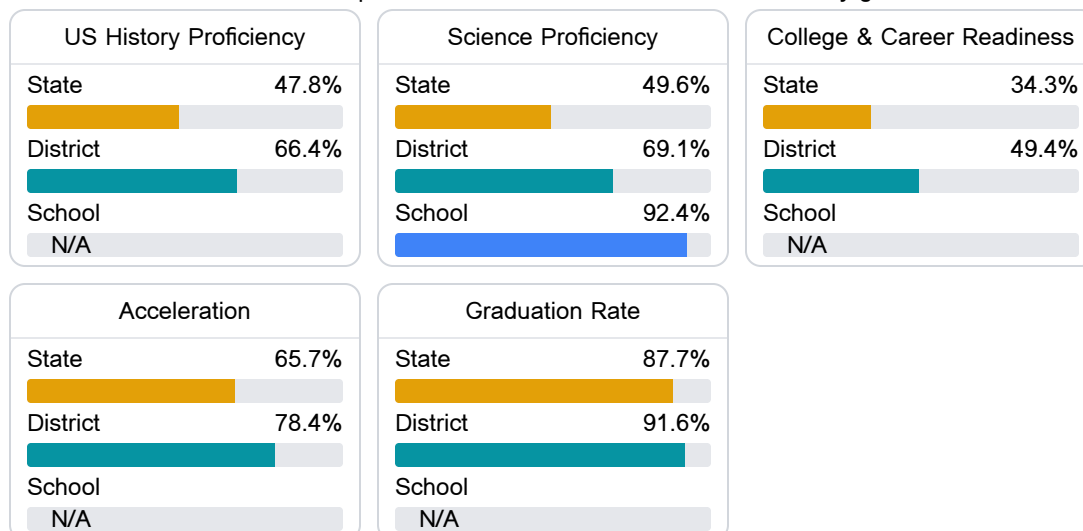 US History Proficiency
State 47.8%
District 66.4%
School
N/A
Science Proficiency
State 49.6%
District 69.1%
School 92.4%
College & Career Readiness
State 34.3%
District 49.4%
School
N/A
Acceleration
State 65.7%
District 78.4%
School
N/A
Graduation Rate
State 87.7%
District 91.6%
School
N/A